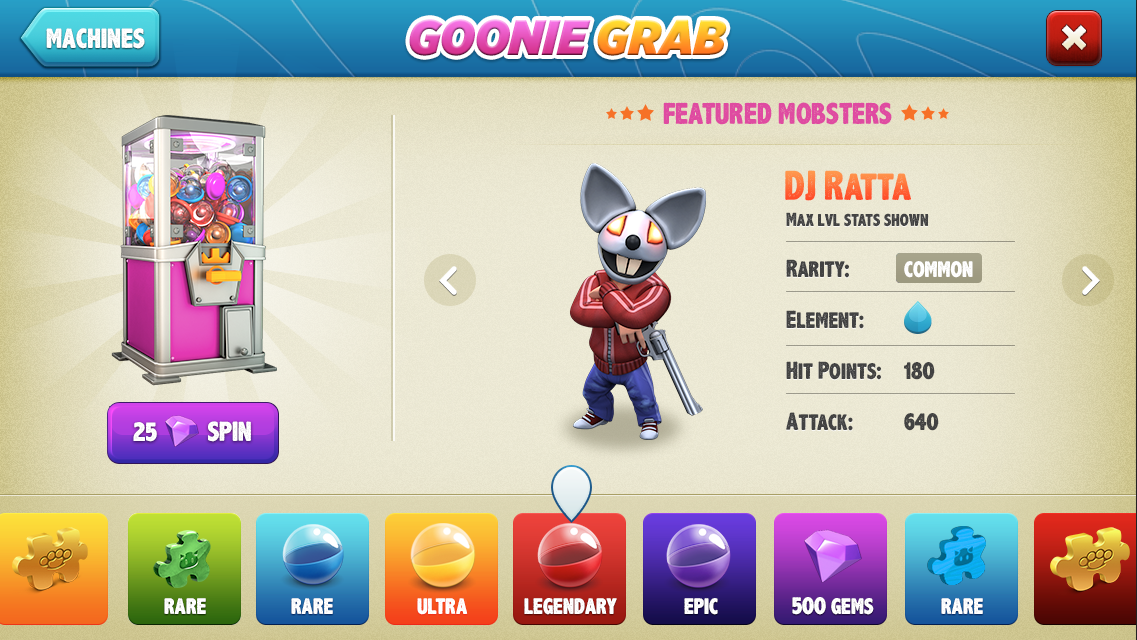 MACHINES
GOONIE GRAB
FEATURED MOBSTERS
DJ RATTA
MAX LVL STATS SHOWN
RARITY: COMMON
ELEMENT:
HIT POINTS: 180
ATTACK: 640
25 SPIN
RARE
RARE
ULTRA
LEGENDARY
EPIC
500 GEMS
RARE